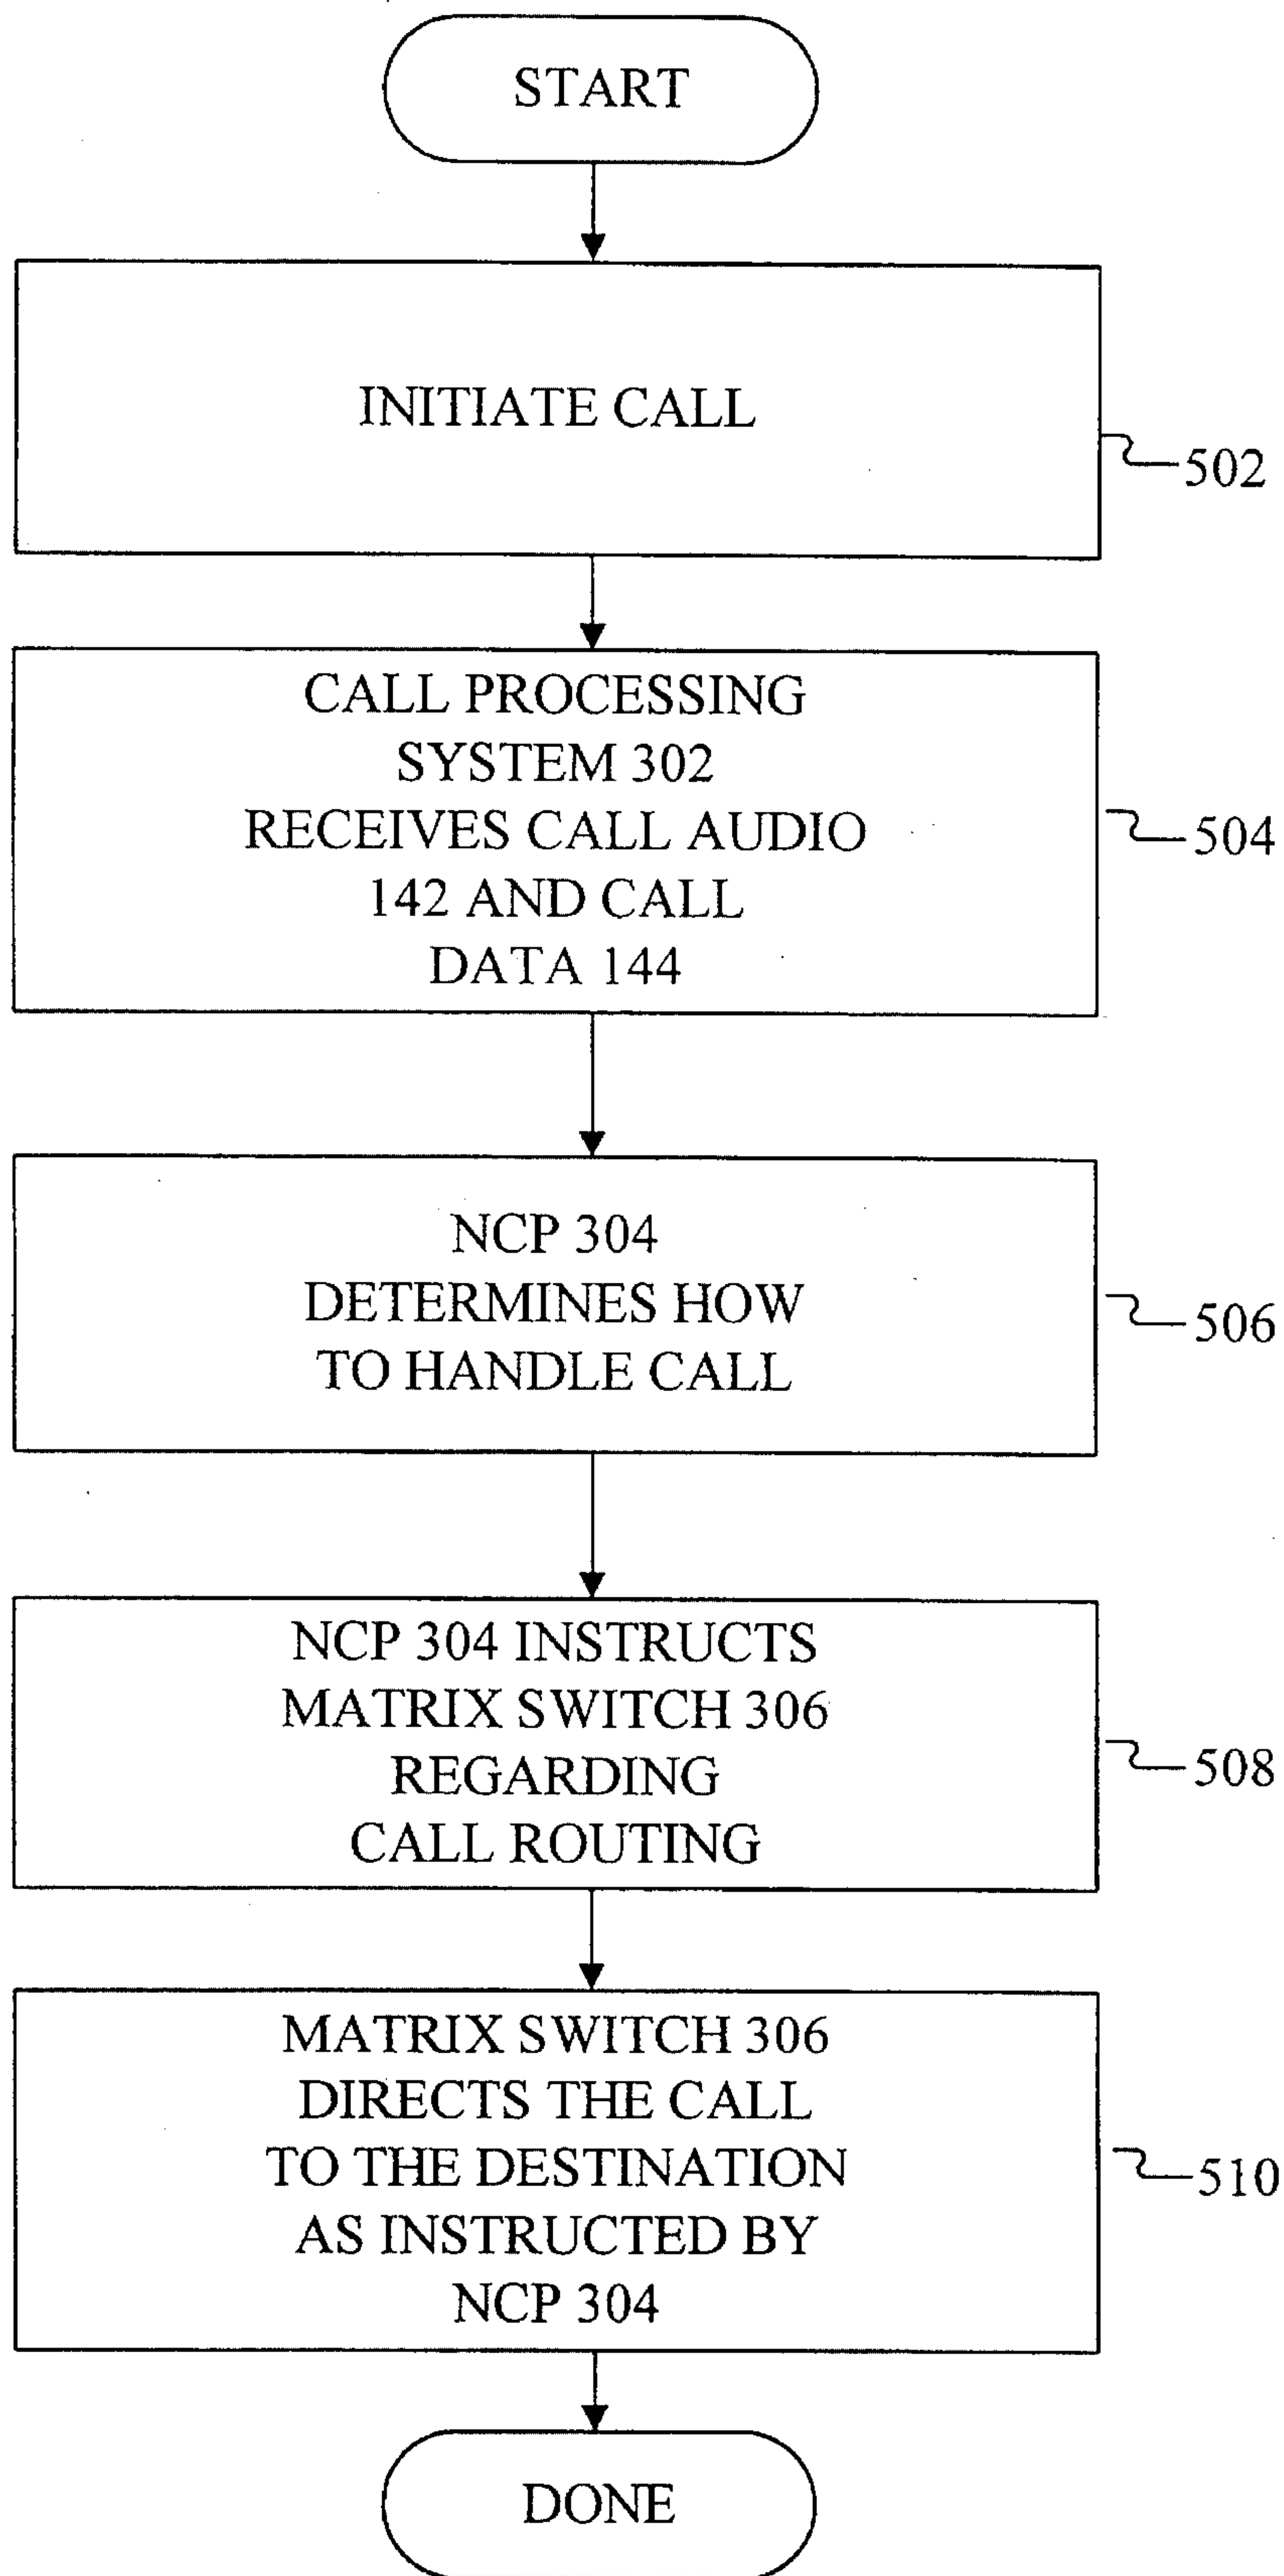 START
INITIATE CALL
502
CALL PROCESSING
SYSTEM 302
RECEIVES CALL AUDIO
142 AND CALL
DATA 144
504
NCP 304
DETERMINES HOW
TO HANDLE CALL
506
NCP 304 INSTRUCTS
MATRIX SWITCH 306
REGARDING
CALL ROUTING
508
MATRIX SWITCH 306
DIRECTS THE CALL
TO THE DESTINATION
AS INSTRUCTED BY
NCP 304
510
DONE